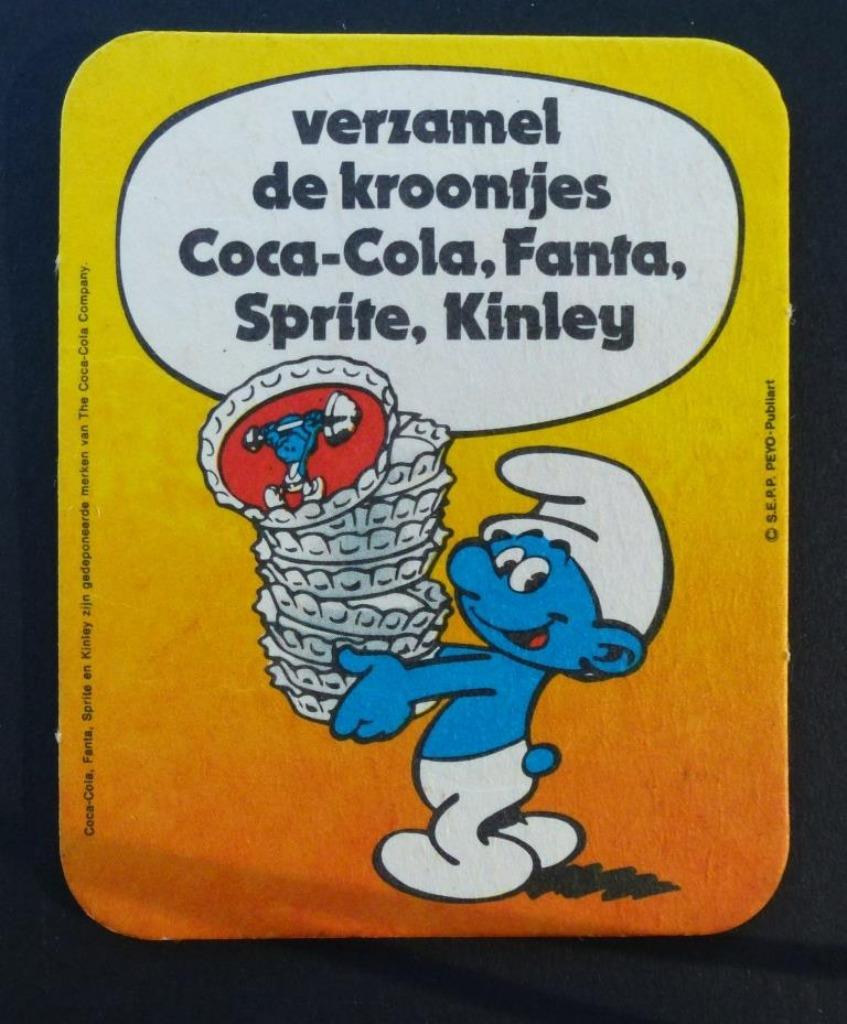 verzamel
de kroontjes
Coca-Cola, Fanta,
Sprite, Kinley
Coca-Cola, Fanta, Sprite en Kinley zijn gedeponeerde merken van The Coca-Cola Company.
© S.E.P.P. PEYO-Publiart